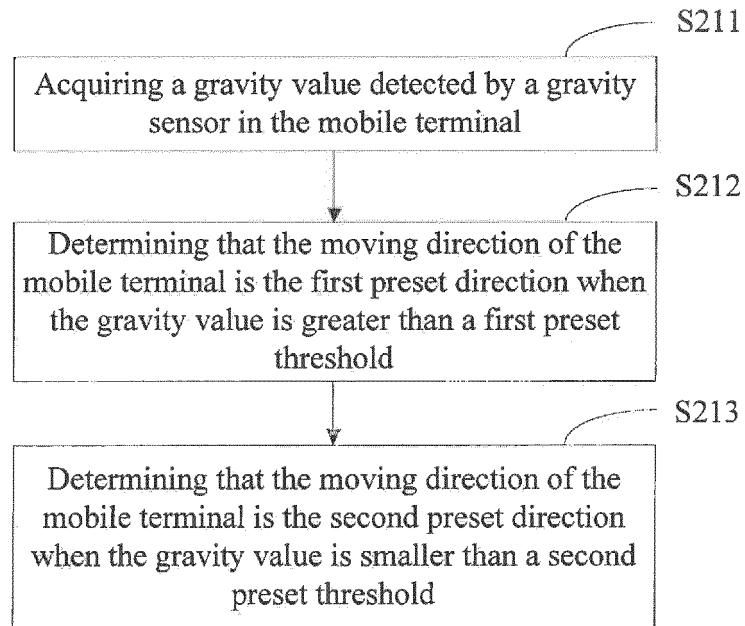 S211
Acquiring a gravity value detected by a gravity
sensor in the mobile terminal
S212
Determining that the moving direction of the
mobile terminal is the first preset direction when
the gravity value is greater than a first preset
threshold
S213
Determining that the moving direction of the
mobile terminal is the second preset direction
when the gravity value is smaller than a second
preset threshold